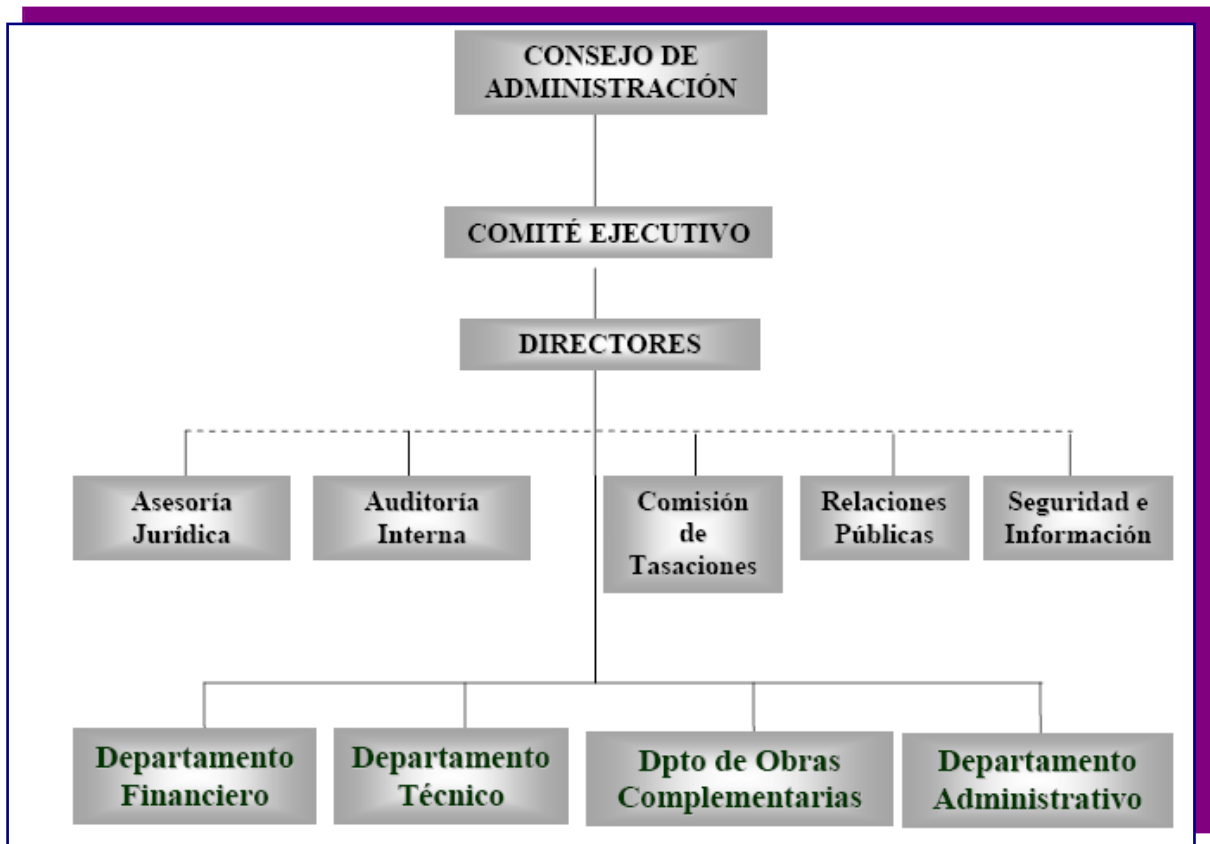 CONSEJO DE
ADMINISTRACIÓN
COMITÉ EJECUTIVO
DIRECTORES
Asesoría
Jurídica
Auditoría
Interna
Comisión
de
Tasaciones
Relaciones
Públicas
Seguridad e
Información
Departamento
Financiero
Departamento
Técnico
Dpto de Obras
Complementarias
Departamento
Administrativo